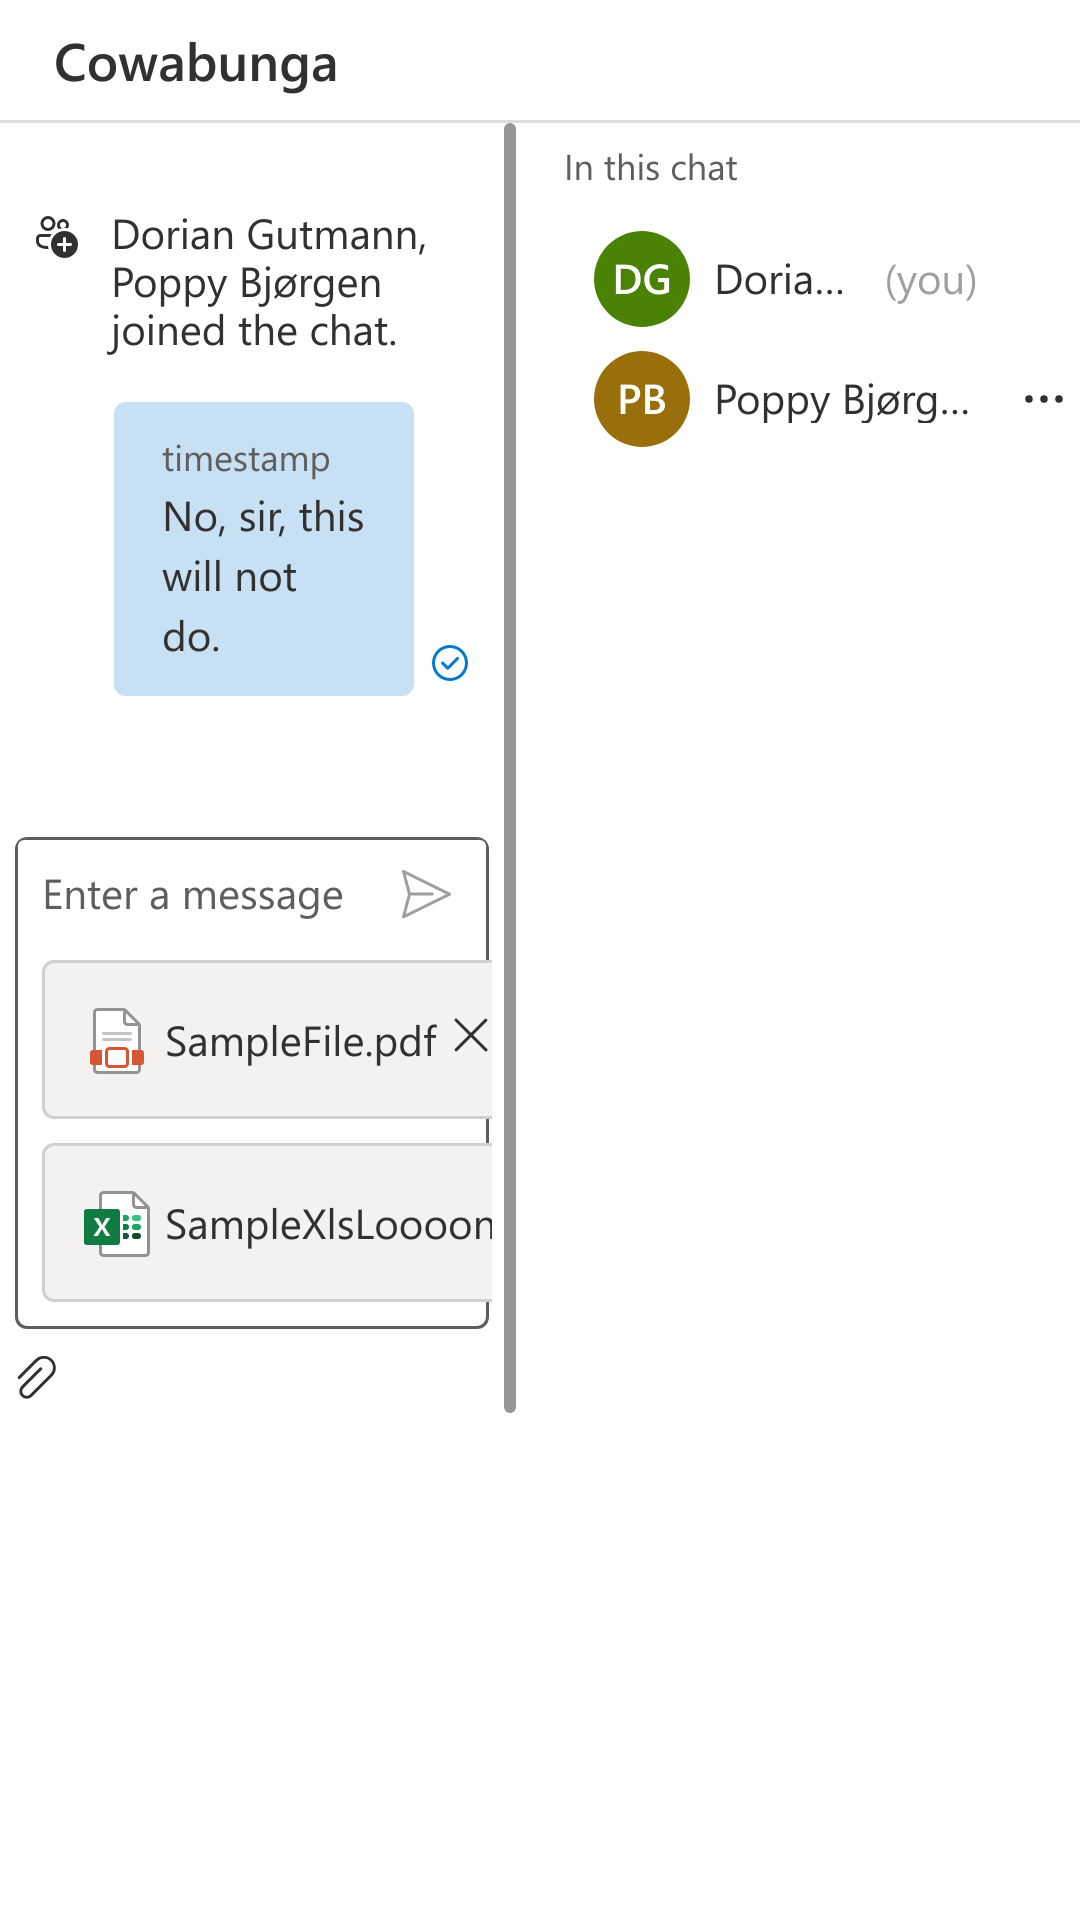 Cowabunga
Dorian Gutmann,
Poppy Bjørgen
joined the chat.
timestamp
No, sir, this
will not
do.
Enter a message
SampleFile.pdf
X SampleXlsLoooon
In this chat
DG Doria... (you)
PB Poppy Bjørg...